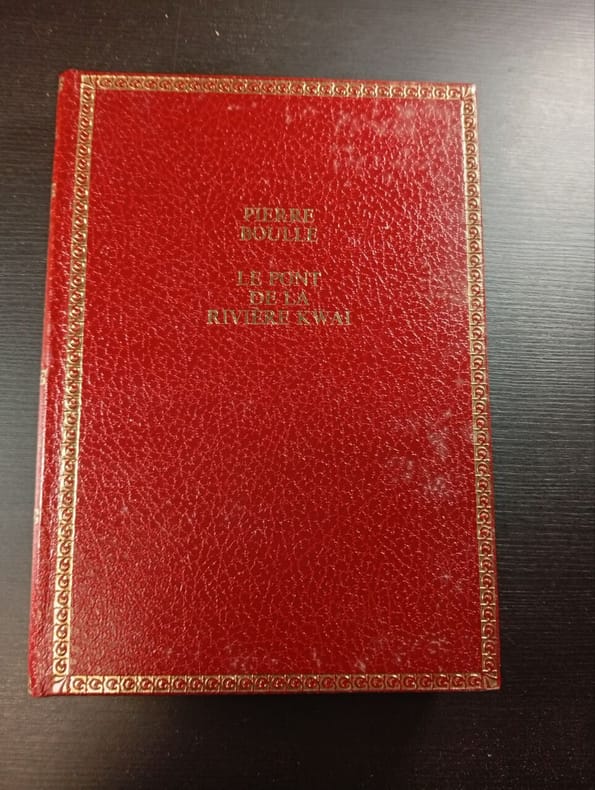 PIERRE
BOULLE
LE PONT
DE LA
RIVIÈRE KWAI